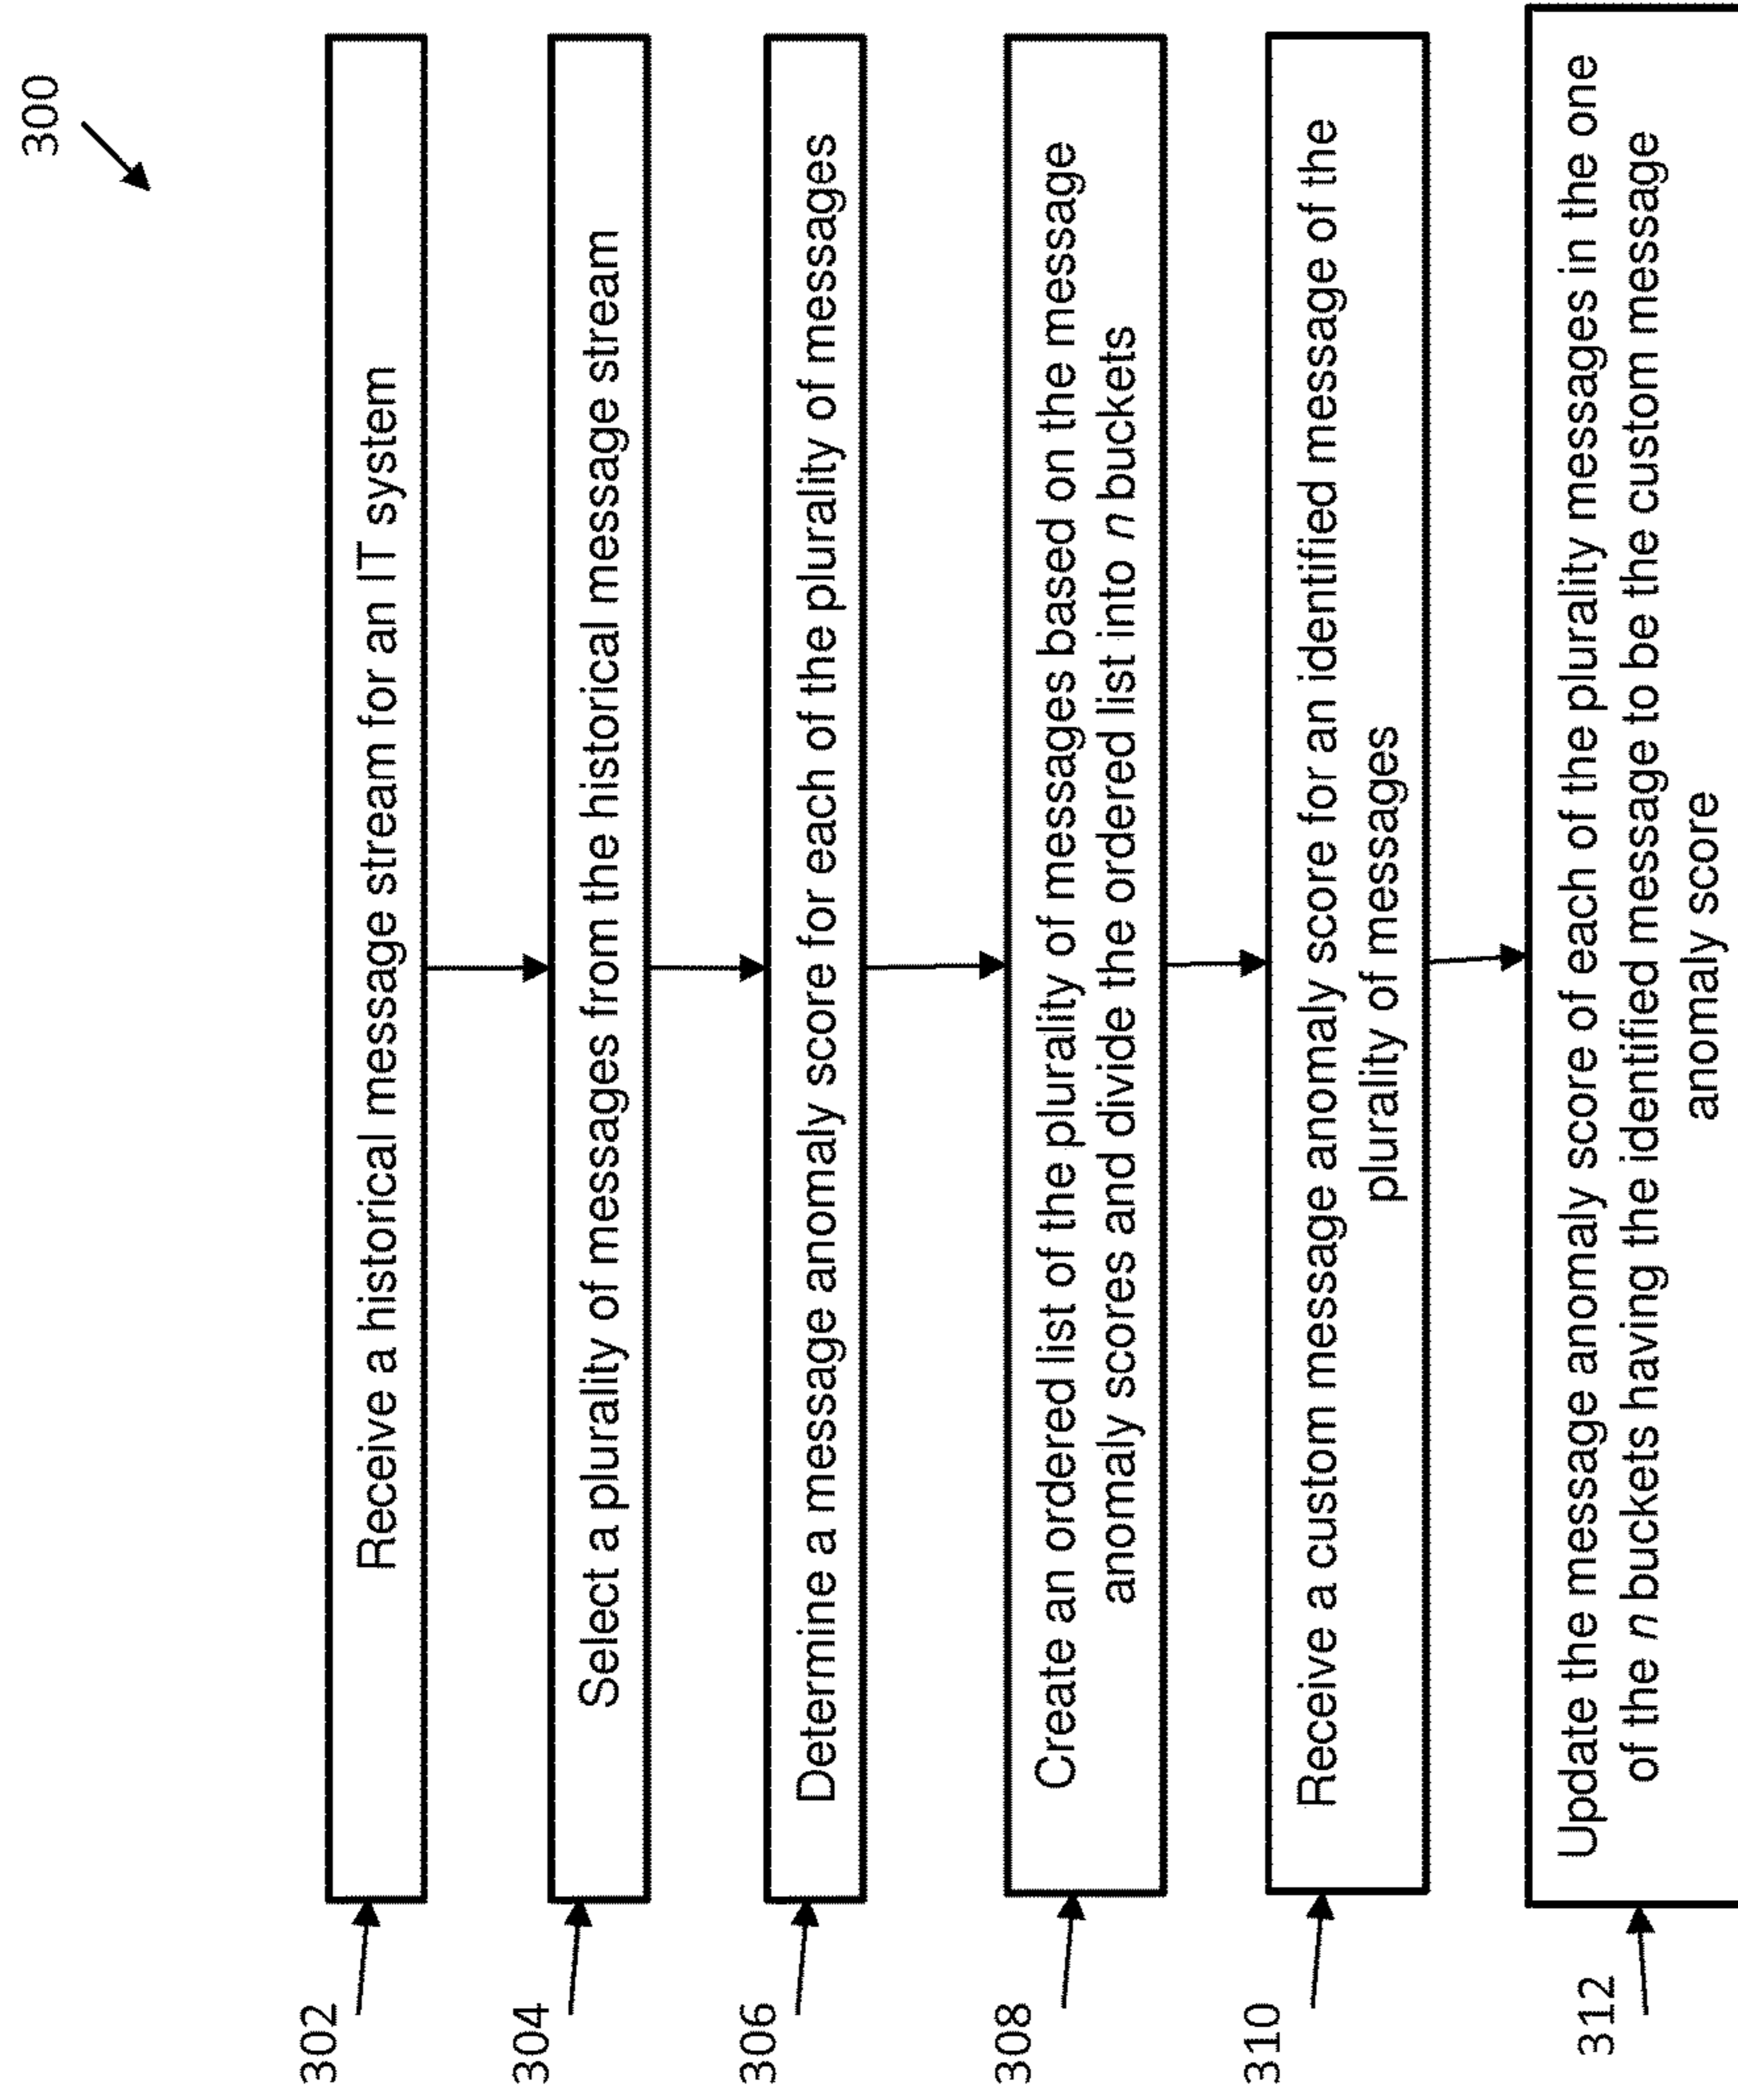 300
302
Receive a historical message stream for an IT system
304
Select a plurality of messages from the historical message stream
306
Determine a message anomaly score for each of the plurality of messages
308
Create an ordered list of the plurality of messages based on the message
anomaly scores and divide the ordered list into n buckets
310
Receive a custom message anomaly score for an identified message of the
plurality of messages
312
Update the message anomaly score of each of the plurality messages in the one
of the n buckets having the identified message to be the custom message
anomaly score